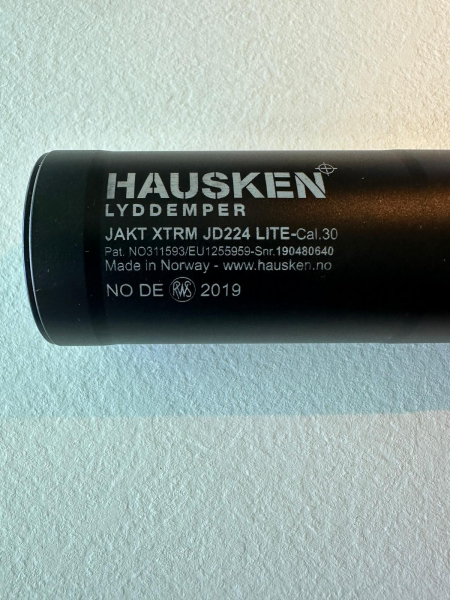 HAUSKEN
LYDDEMPER
JAKT XTRM JD224 LITE-Cal.30
Pat. NO311593/EU1255959-Snr.190480640
Made in Norway - www.hausken.no
NO DE RWS 2019